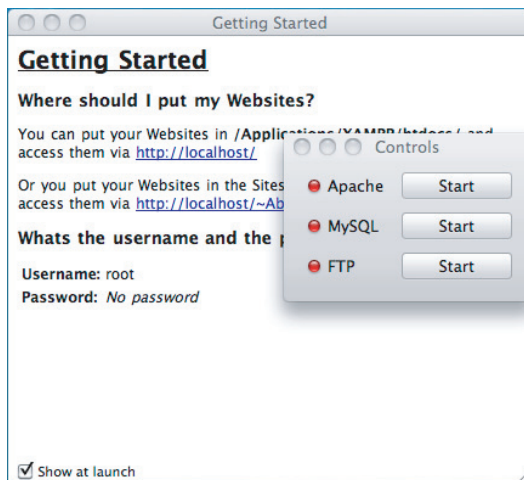 Getting Started
Getting Started
Where should I put my Websites?
You can put your Websites in /Applications/XAMPP/htdocs/ and
access them via http://localhost/
Or you put your Websites in the Sites
access them via http://localhost/~Ab
Whats the username and the
Username: root
Password: No password
Show at launch
Controls
Apache Start
MySQL Start
FTP Start